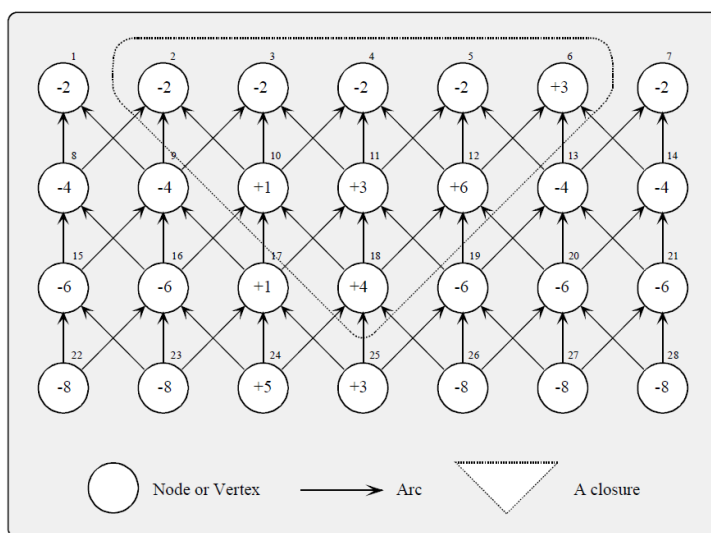 1 2 3 4 5 6 7
-2 -2 -2 -2 -2 +3 -2
8 9 10 11 12 13 14
-4 -4 +1 +3 +6 -4 -4
15 16 17 18 19 20 21
-6 -6 +1 +4 -6 -6 -6
22 23 24 25 26 27 28
-8 -8 +5 +3 -8 -8 -8
Node or Vertex Arc A closure